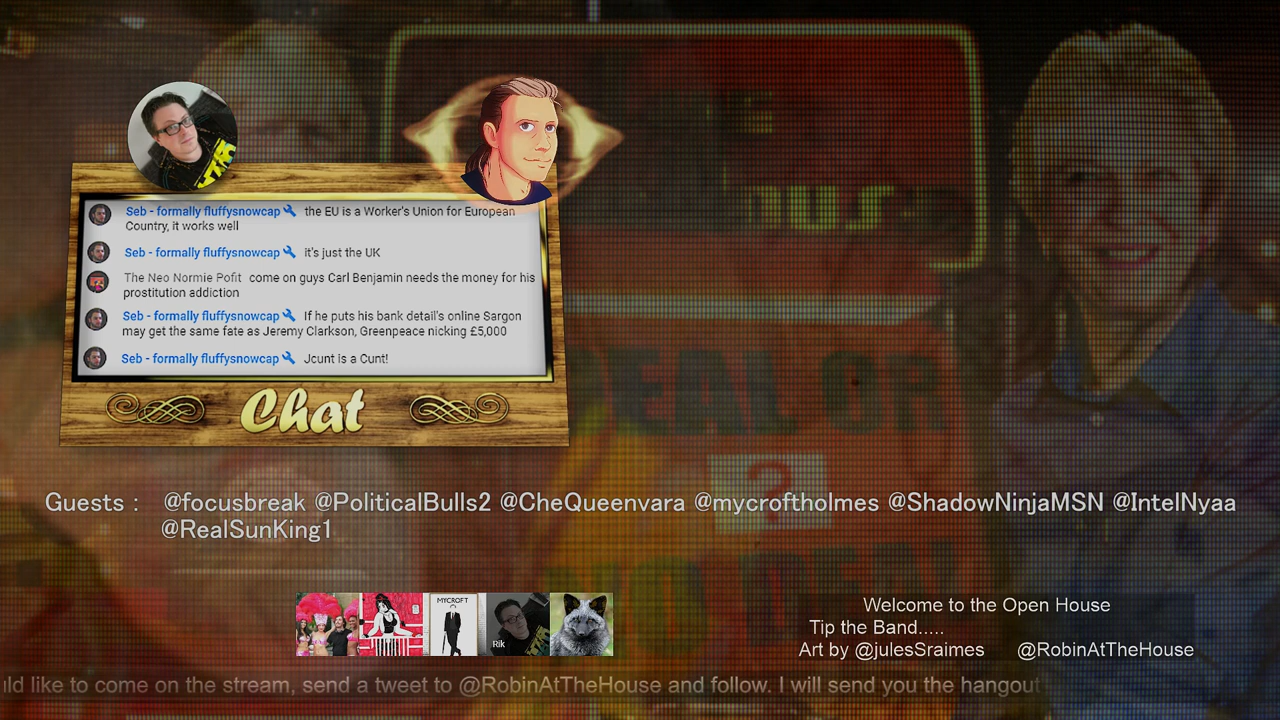 Seb - formally fluffysnowcap the EU is a Worker's Union for European
Country, it works well
Seb - formally fluffysnowcap it's just the UK
The Neo Normie Pofit come on guys Carl Benjamin needs the money for his
prostitution addiction
Seb - formally fluffysnowcap If he puts his bank detail's online Sargon
may get the same fate as Jeremy Clarkson, Greenpeace nicking £5,000
Seb - formally fluffysnowcap Jcunt is a Cunt!
Chat
DEAL OR
?
NO DEAL
Guests : @focusbreak @PoliticalBulls2 @CheQueenvara @mycroftholmes @ShadowNinjaMSN @IntelNyaa
@RealSunKing1
MYCROFT
Rik
Welcome to the Open House
Tip the Band.....
Art by @julesSraimes @RobinAtTheHouse
uld like to come on the stream, send a tweet to @RobinAtTheHouse and follow. I will send you the hangout